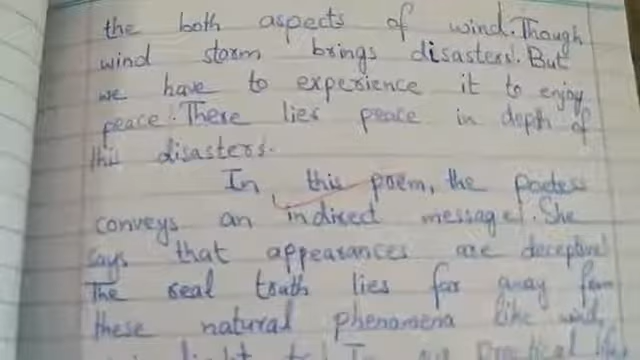 the both aspects of wind. Though
wind storm brings disasters. But
we have to experience it to enjoy
peace. There lies peace in depth of
this disasters.
In this poem, the poetess
conveys an indirect message. She
says that appearances are deceptive
The real truth lies far away from
these natural phenomena like wind,
light